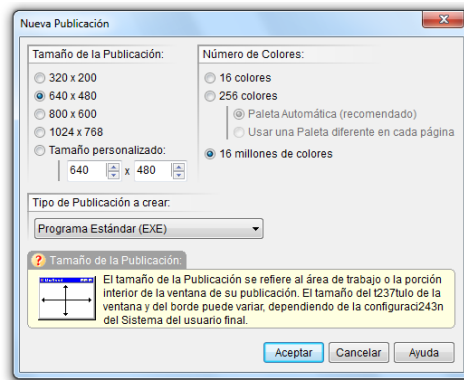 Nueva Publicación
Tamaño de la Publicación:
320 x 200
640 x 480
800 x 600
1024 x 768
Tamaño personalizado:
640 x 480
Número de Colores:
16 colores
256 colores
Paleta Automática (recomendado)
Usar una Paleta diferente en cada página
16 millones de colores
Tipo de Publicación a crear:
Programa Estándar (EXE)
? Tamaño de la Publicación:
El tamaño de la Publicación se refiere al área de trabajo o la porción
interior de la ventana de su publicación. El tamaño del t237tulo de la
ventana y del borde puede variar, dependiendo de la configuraci243n
del Sistema del usuario final.
Aceptar Cancelar Ayuda